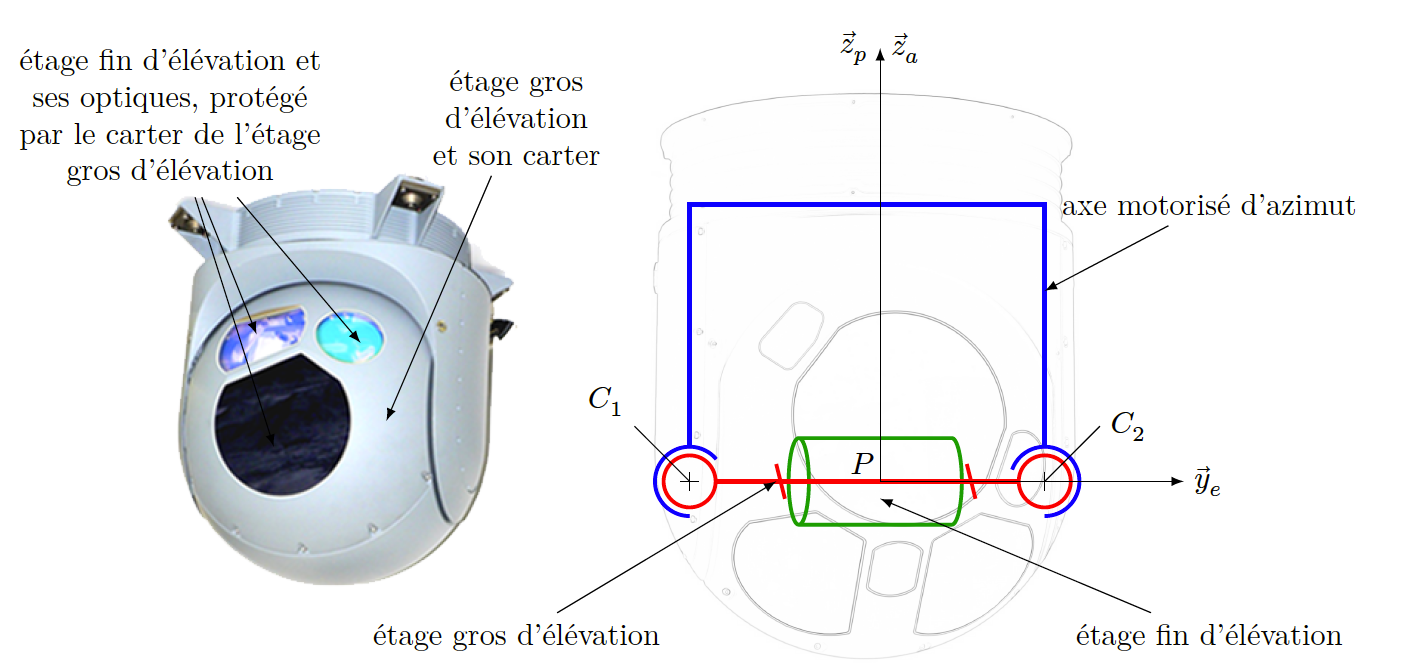 étage fin d'élévation et
ses optiques, protégé
par le carter de l'étage
gros d'élévation
étage gros
d'élévation
et son carter
z⃗ₚ
z⃗ₐ
axe motorisé d'azimut
C₁
C₂
P
y⃗ₑ
étage gros d'élévation
étage fin d'élévation